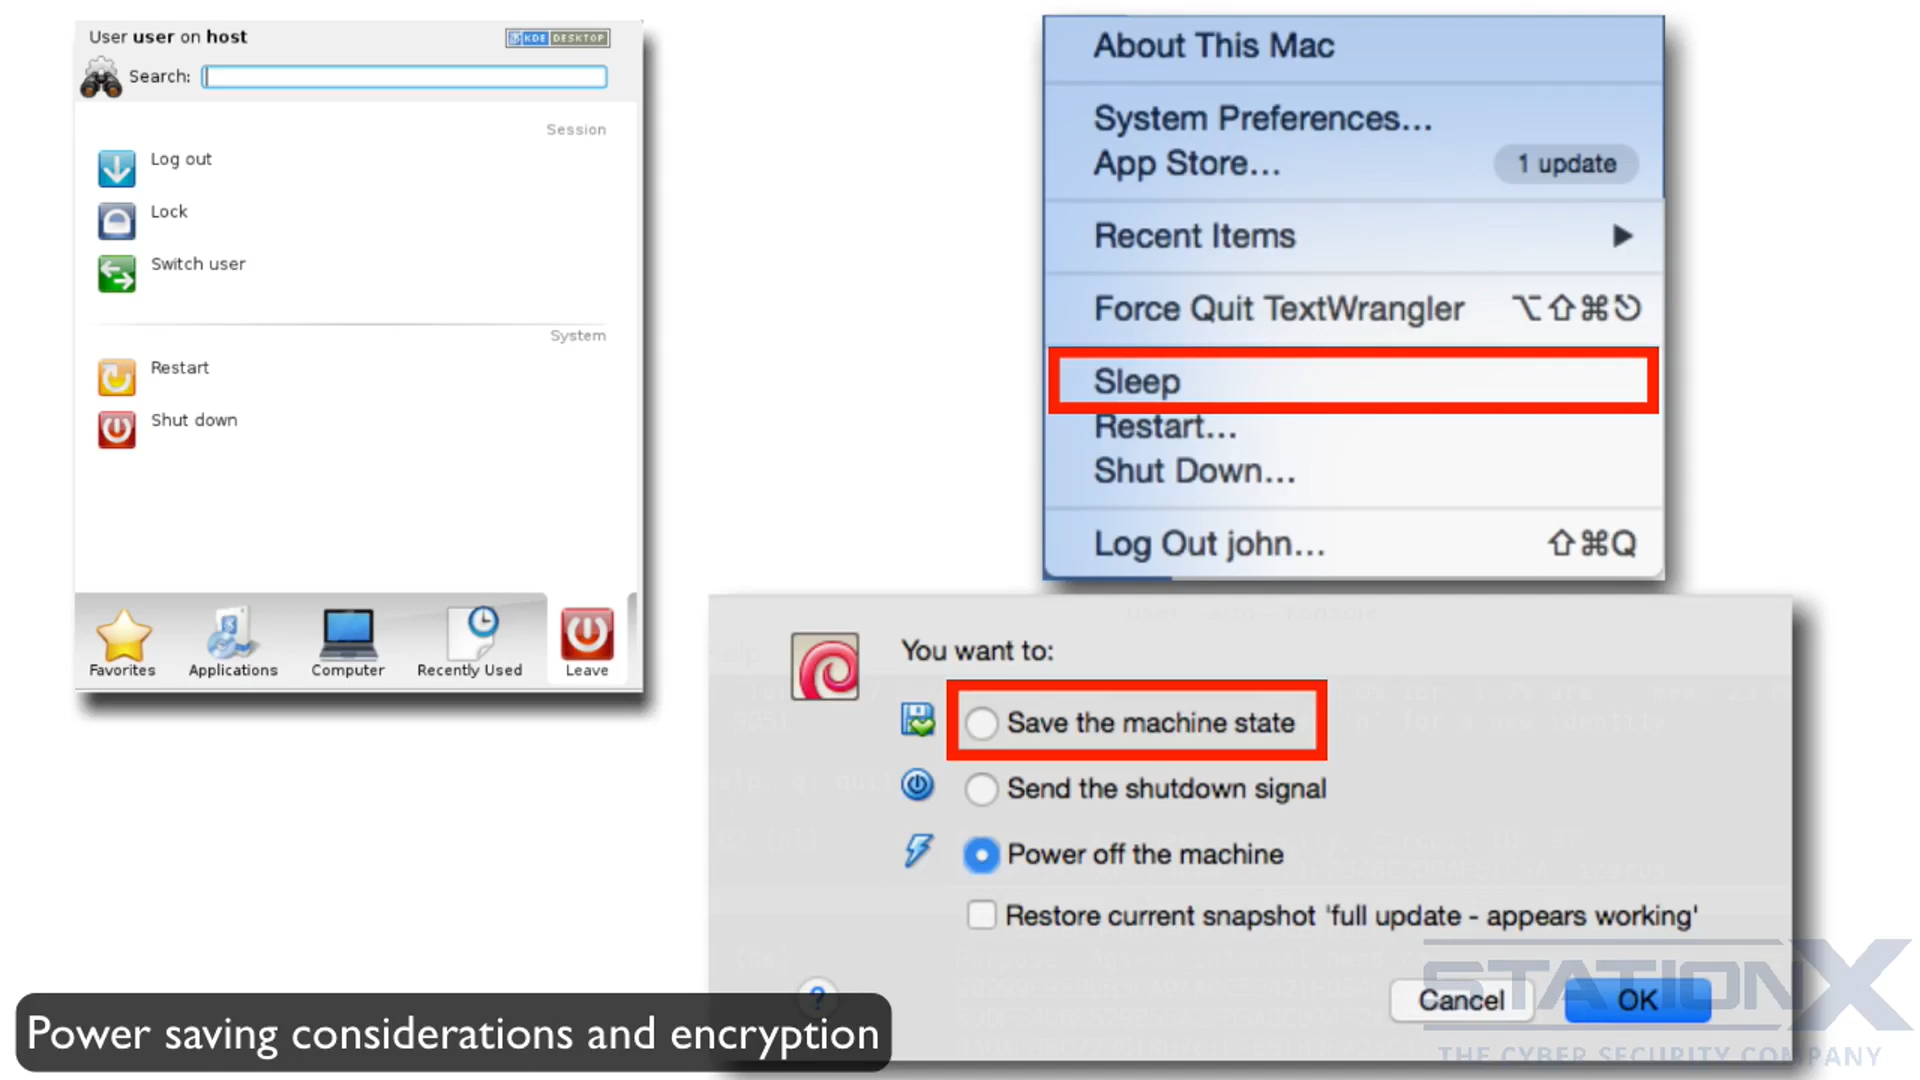 User user on host
KDE DESKTOP
Search:
Session
Log out
Lock
Switch user
System
Restart
Shut down
Favorites
Applications
Computer
Recently Used
Leave
About This Mac
System Preferences...
App Store...
1 update
Recent Items ▶
Force Quit TextWrangler ⌥⇧⌘⎋
Sleep
Restart...
Shut Down...
Log Out john... ⇧⌘Q
You want to:
Save the machine state
Send the shutdown signal
Power off the machine
Restore current snapshot 'full update - appears working'
?
Cancel
OK
STATIONX
THE CYBER SECURITY COMPANY
Power saving considerations and encryption